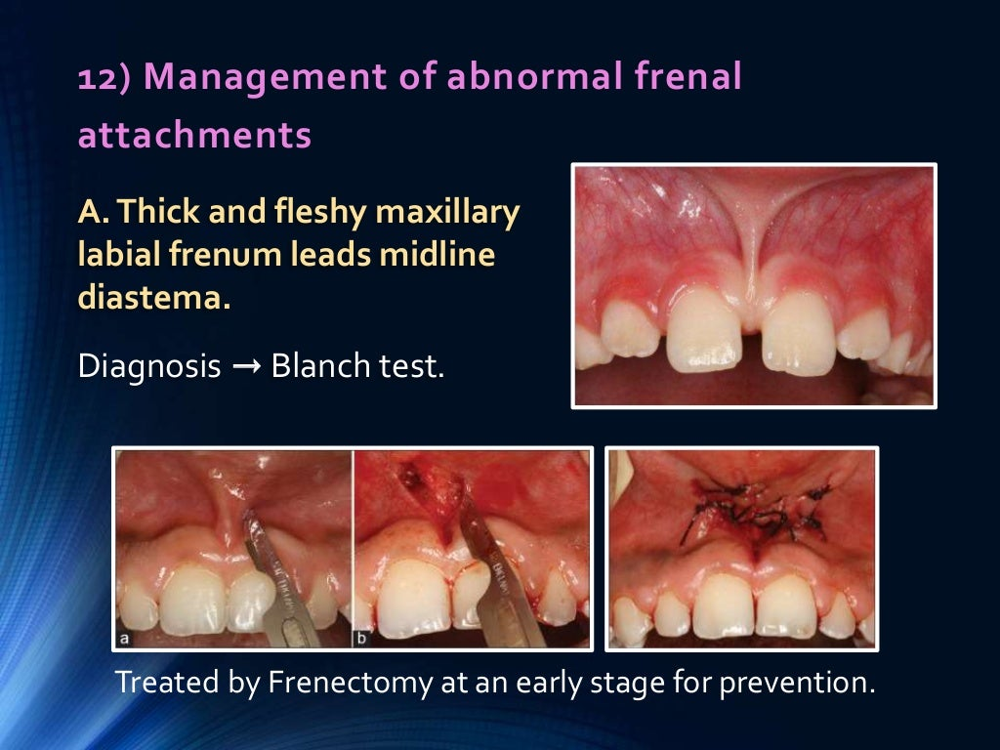 12) Management of abnormal frenal
attachments
A. Thick and fleshy maxillary
labial frenum leads midline
diastema.
Diagnosis → Blanch test.
a
b
Treated by Frenectomy at an early stage for prevention.